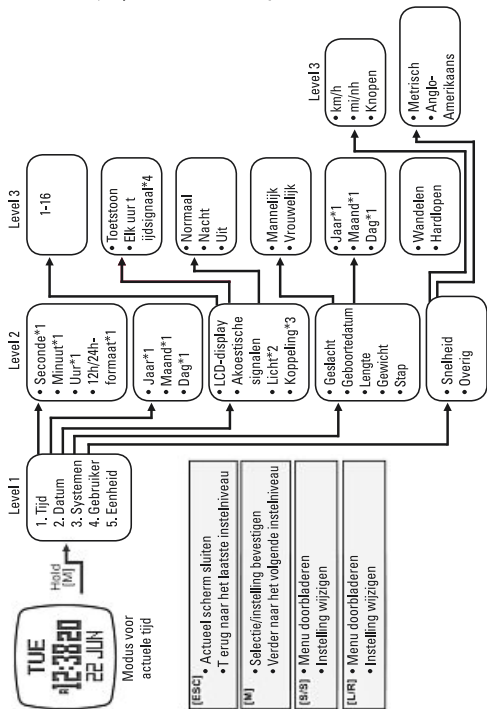 TUE
R12:38 20
22 JUN
Modus voor
actuele tijd
Hold
[M]
Level 1
1. Tijd
2. Datum
3. Systemen
4. Gebruiker
5. Eenheid
Level 2
• Seconde*1
• Minuut*1
• Uur*1
• 12h/24h-
formaat*1
• Jaar*1
• Maand*1
• Dag*1
• LCD-display
• Akoestische
signalen
• Licht*2
• Koppeling*3
• Geslacht
• Geboortedatum
• Lengte
• Gewicht
• Stap
• Snelheid
• Overig
Level 3
1-16
• Toetstoon
• Elk uur t
ijdsignaal*4
• Normaal
• Nacht
• Uit
• Mannelijk
• Vrouwelijk
• Jaar*1
• Maand*1
• Dag*1
• Wandelen
• Hardlopen
Level 3
• km/h
• mi/nh
• Knopen
• Metrisch
• Anglo-
Amerikaans
[ESC] • Actueel scherm sluiten
• T erug naar het laatste instelniveau
[M] • Selectie/instelling bevestigen
• Verder naar het volgende instelniveau
[S/S] • Menu doorbladeren
• Instelling wijzigen
[L/R] • Menu doorbladeren
• Instelling wijzigen